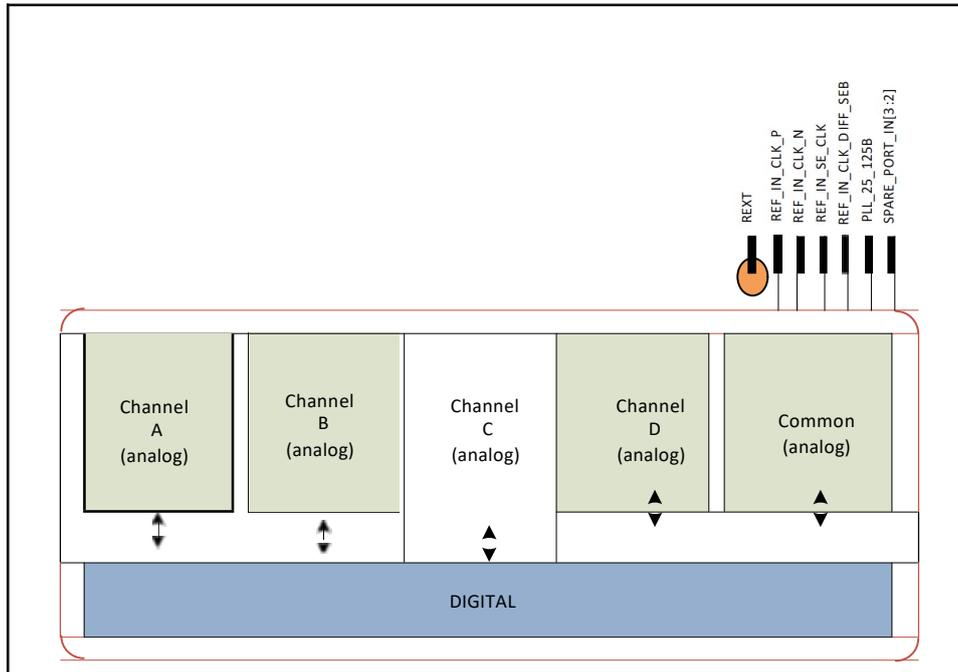 REXT
REF_IN_CLK_P
REF_IN_CLK_N
REF_IN_SE_CLK
REF_IN_CLK_DIFF_SEB
PLL_25_125B
SPARE_PORT_IN[3:2]
Channel
A
(analog)
Channel
B
(analog)
Channel
C
(analog)
Channel
D
(analog)
Common
(analog)
DIGITAL